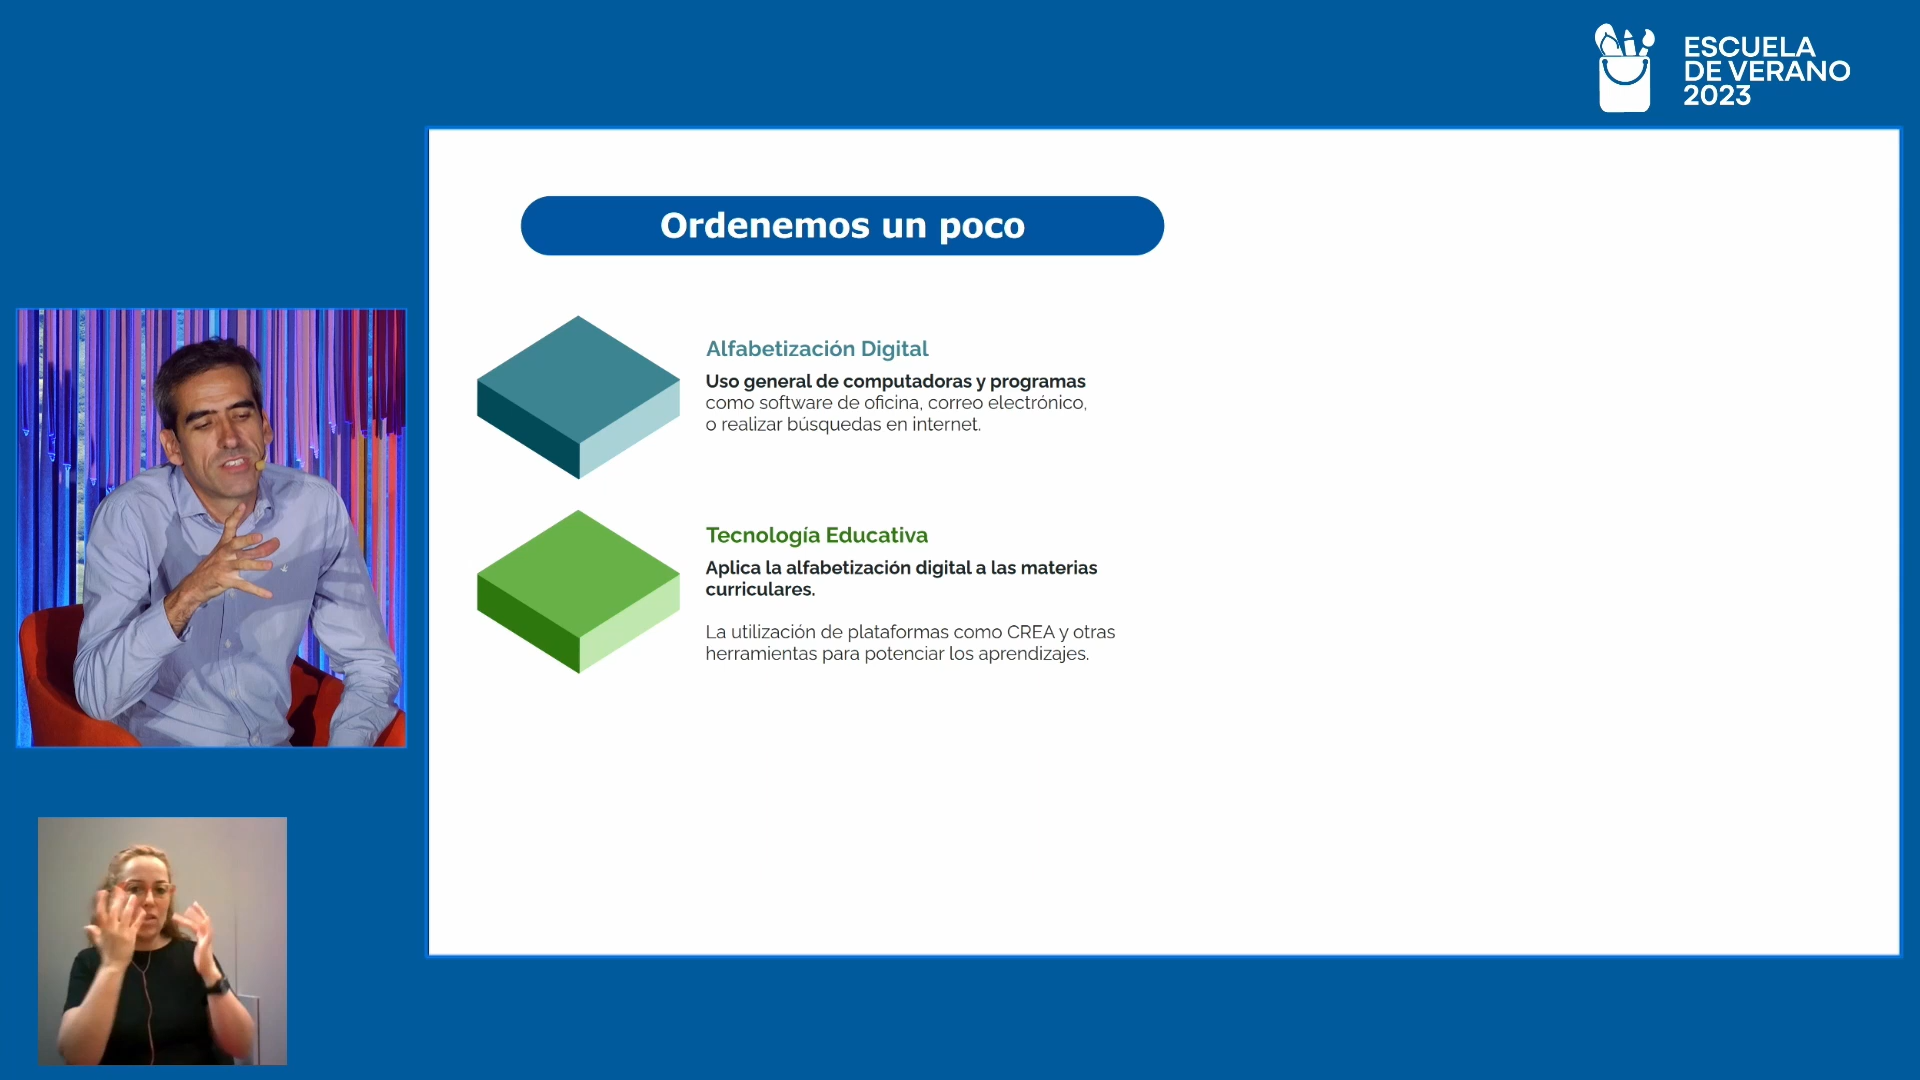 ESCUELA
DE VERANO
2023
Ordenemos un poco
Alfabetización Digital
Uso general de computadoras y programas
como software de oficina, correo electrónico,
o realizar búsquedas en internet.
Tecnología Educativa
Aplica la alfabetización digital a las materias
curriculares.
La utilización de plataformas como CREA y otras
herramientas para potenciar los aprendizajes.